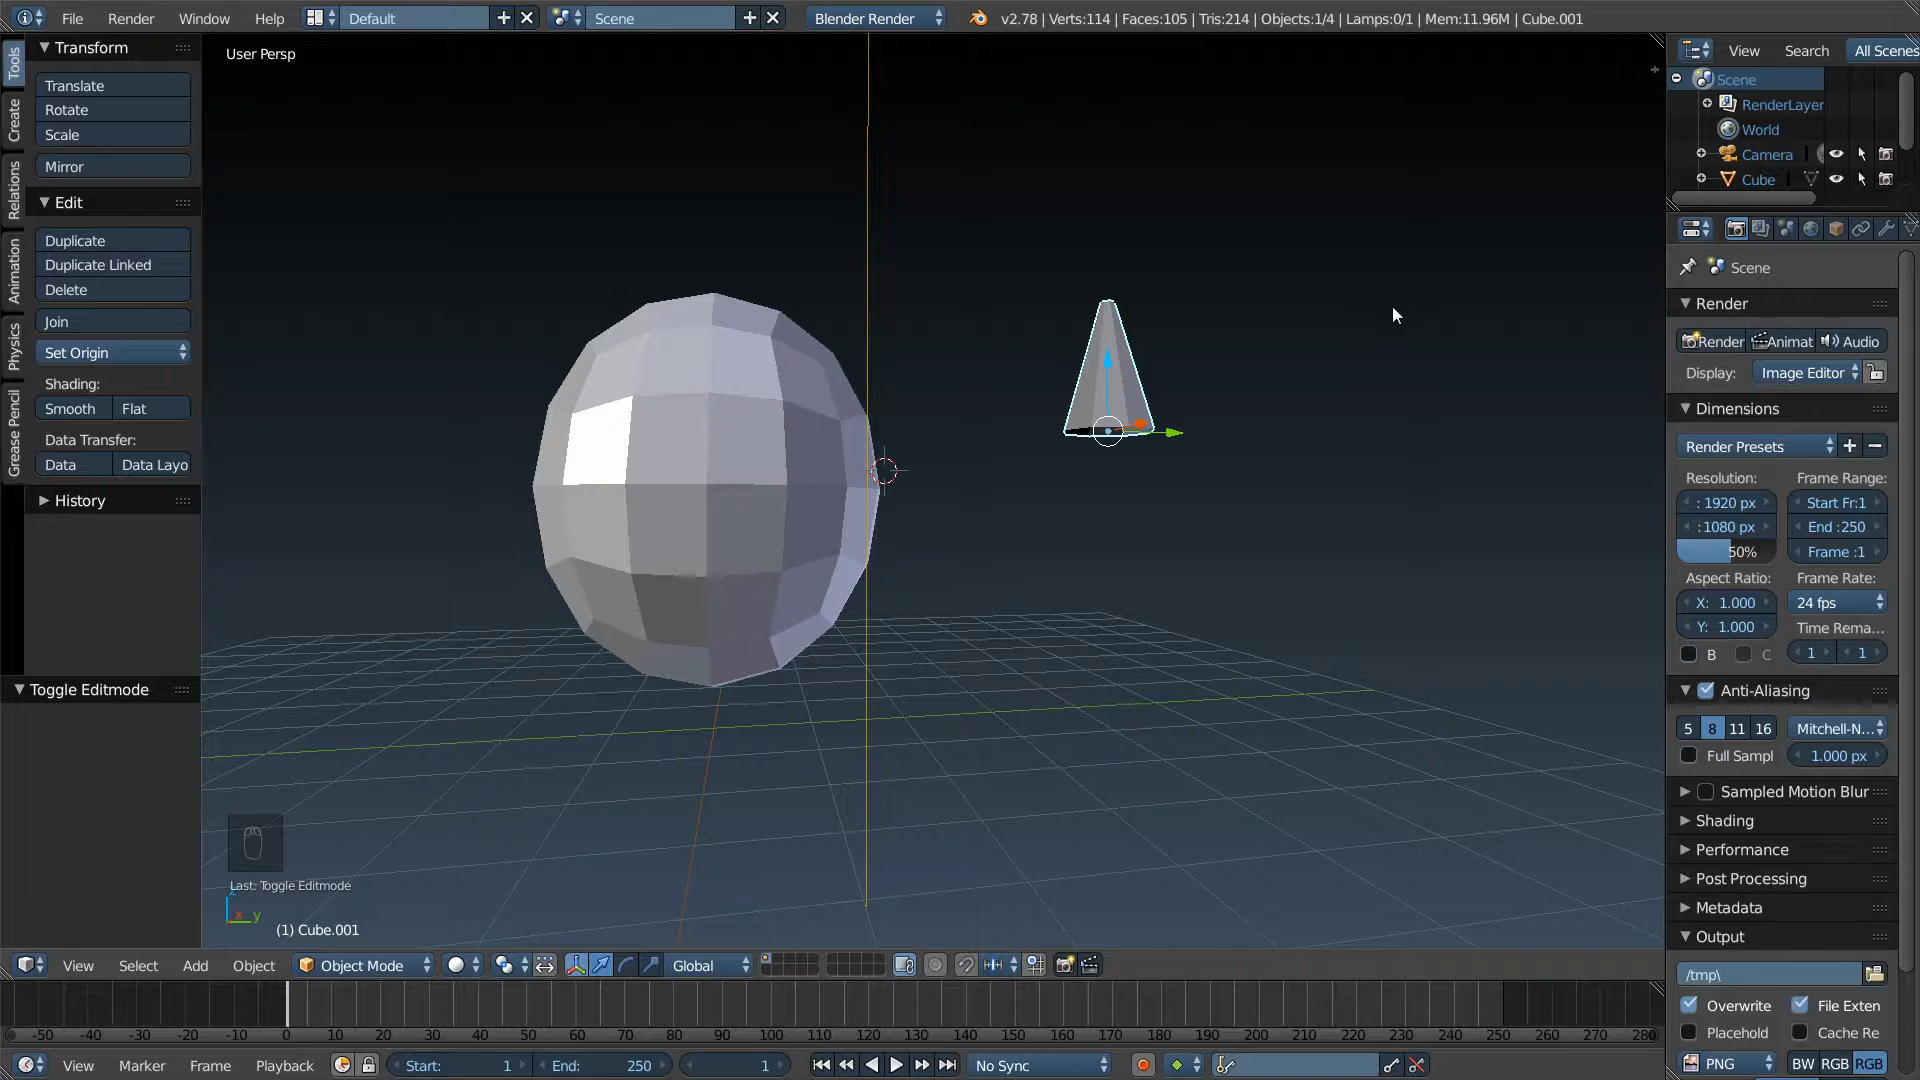 File Render Window Help Default Scene Blender Render v2.78 | Verts:114 | Faces:105 | Tris:214 | Objects:1/4 | Lamps:0/1 | Mem:11.96M | Cube.001
Tools
Create
Relations
Animation
Physics
Grease Pencil
Transform
Translate
Rotate
Scale
Mirror
Edit
Duplicate
Duplicate Linked
Delete
Join
Set Origin
Shading:
Smooth Flat
Data Transfer:
Data Data Layo
History
Toggle Editmode
User Persp
Last: Toggle Editmode
z
x y
(1) Cube.001
View Search All Scenes
Scene
RenderLayer
World
Camera
Cube
Scene
Render
Render Animat Audio
Display: Image Editor
Dimensions
Render Presets
Resolution: Frame Range:
: 1920 px Start Fr:1
: 1080 px End :250
50% Frame :1
Aspect Ratio: Frame Rate:
X: 1.000 24 fps
Y: 1.000 Time Rema...
B C 1 1
Anti-Aliasing
5 8 11 16 Mitchell-N...
Full Sampl 1.000 px
Sampled Motion Blur
Shading
Performance
Post Processing
Metadata
Output
/tmp\
Overwrite File Exten
Placehold Cache Re
PNG BW RGB RGB
View Select Add Object Object Mode Global
-50 -40 -30 -20 -10 0 10 20 30 40 50 60 70 80 90 100 110 120 130 140 150 160 170 180 190 200 210 220 230 240 250 260 270 280
View Marker Frame Playback Start: 1 End: 250 1 No Sync